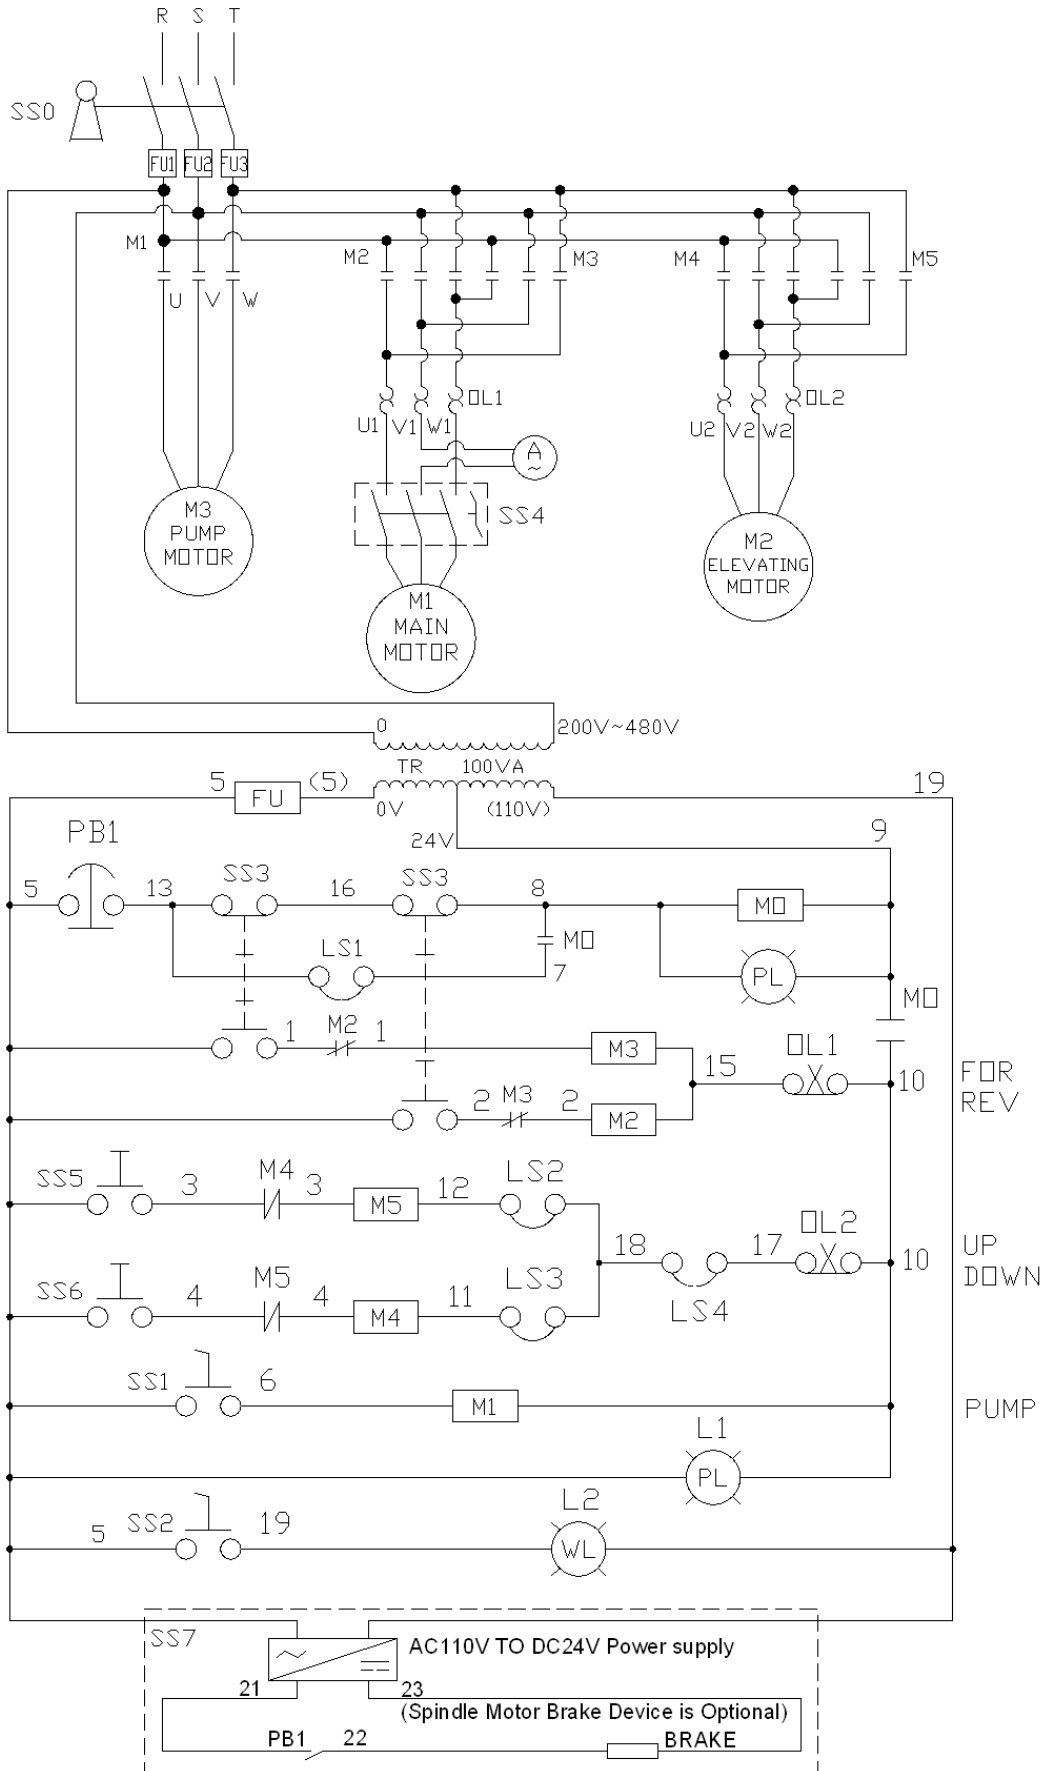 R S T
SS0
FU1 FU2 FU3
M1 M2 M3 M4 M5
U V W
OL1 OL2
U1 V1 W1 U2 V2 W2
A
~
SS4
M3
PUMP
MOTOR
M2
ELEVATING
MOTOR
M1
MAIN
MOTOR
0 200V~480V
TR 100VA
5 FU (5) 0V (110V) 19
24V 9
PB1
5 13 SS3 16 SS3 8 M0
LS1 M0 7 PL M0
1 M2 1 M3 15 OL1 10 FOR
REV
2 M3 2 M2
SS5 3 M4 3 M5 12 LS2
18 LS4 17 OL2 10 UP
DOWN
SS6 4 M5 4 M4 11 LS3
SS1 6 M1 PUMP
L1
PL
5 SS2 19 L2
WL
SS7
AC110V TO DC24V Power supply
21 23
(Spindle Motor Brake Device is Optional)
PB1 22 BRAKE